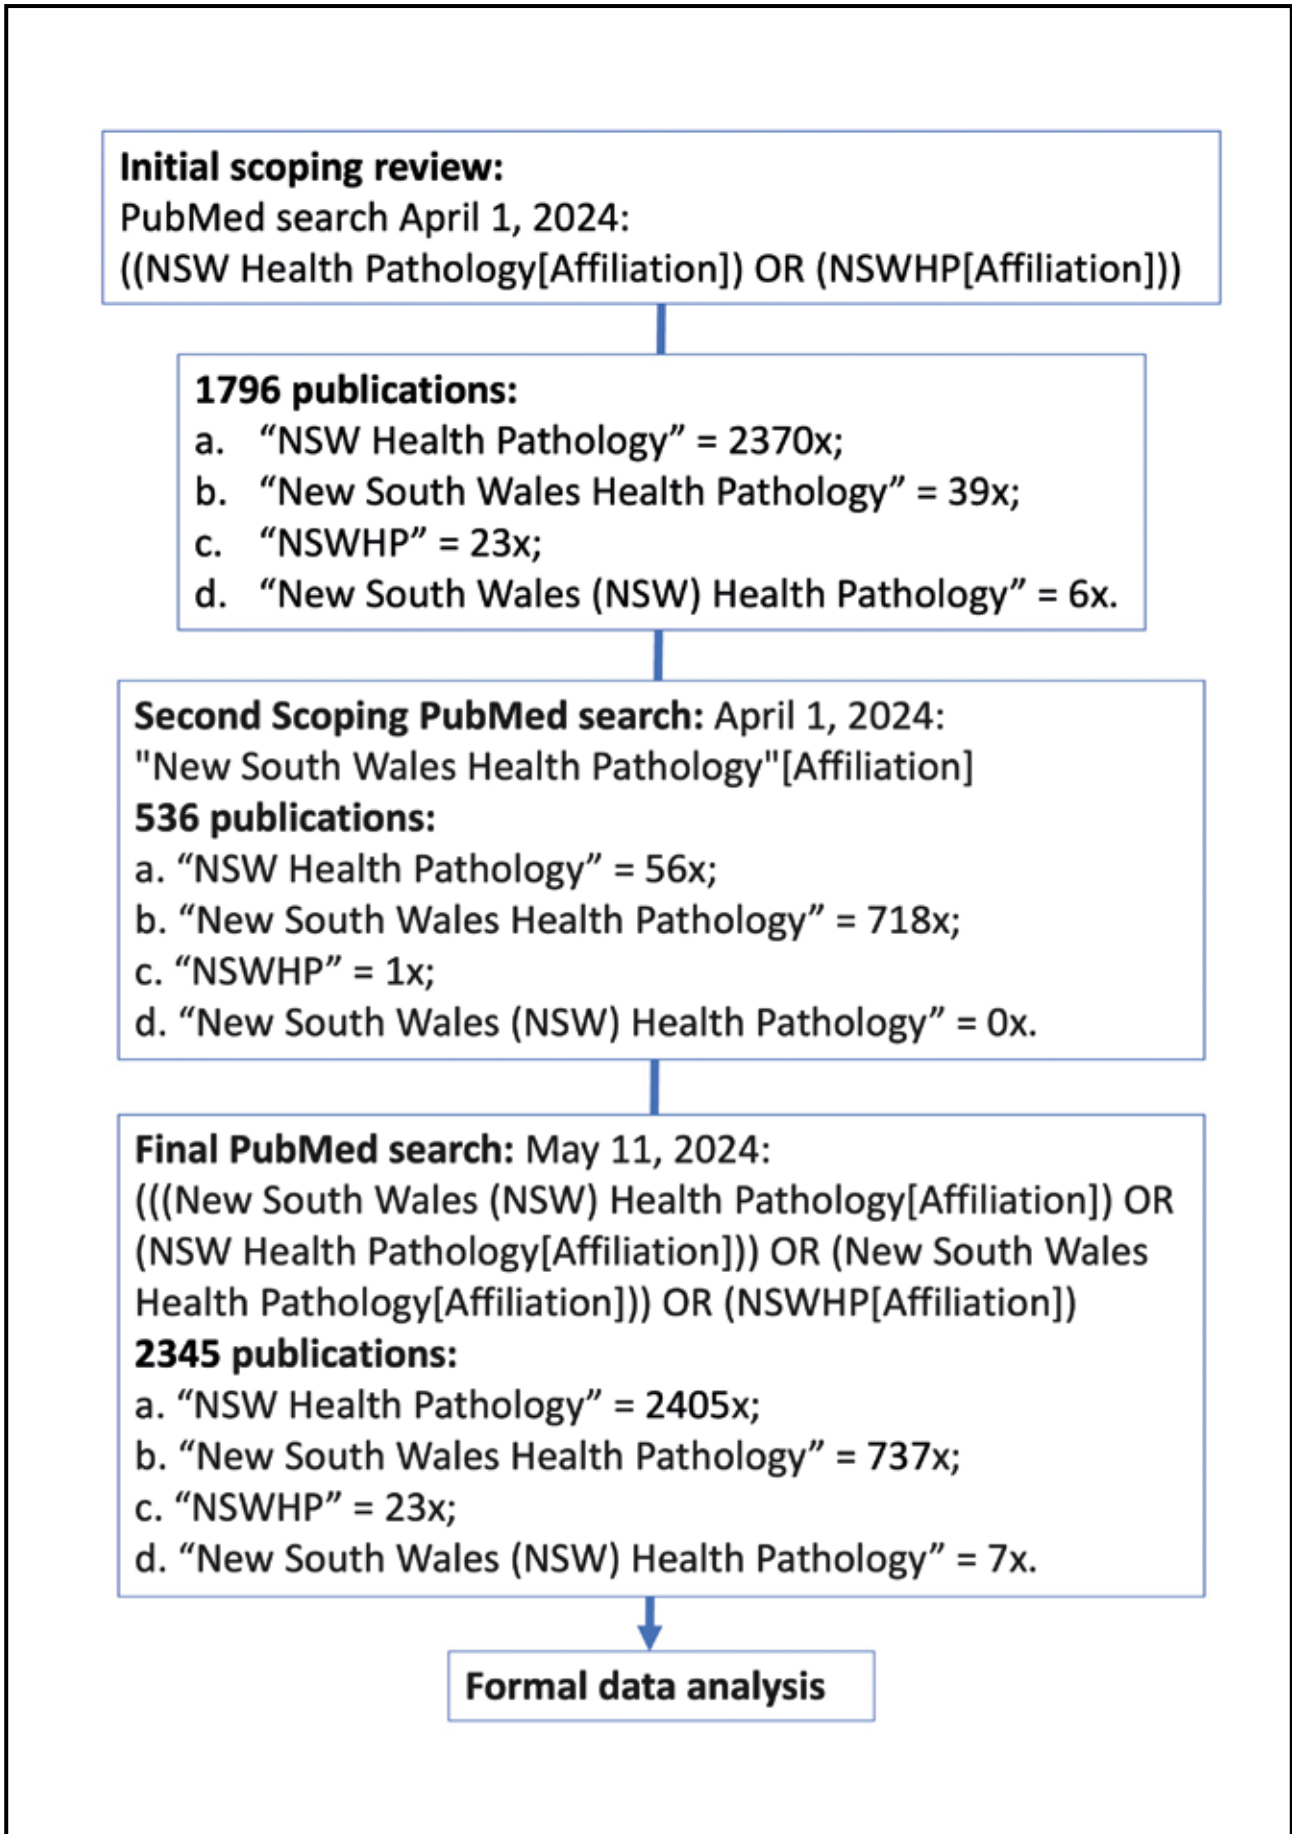 Initial scoping review:
PubMed search April 1, 2024:
((NSW Health Pathology[Affiliation]) OR (NSWHP[Affiliation]))
1796 publications:
a. “NSW Health Pathology” = 2370x;
b. “New South Wales Health Pathology” = 39x;
c. “NSWHP” = 23x;
d. “New South Wales (NSW) Health Pathology” = 6x.
Second Scoping PubMed search: April 1, 2024:
"New South Wales Health Pathology"[Affiliation]
536 publications:
a. “NSW Health Pathology” = 56x;
b. “New South Wales Health Pathology” = 718x;
c. “NSWHP” = 1x;
d. “New South Wales (NSW) Health Pathology” = 0x.
Final PubMed search: May 11, 2024:
(((New South Wales (NSW) Health Pathology[Affiliation]) OR
(NSW Health Pathology[Affiliation])) OR (New South Wales
Health Pathology[Affiliation])) OR (NSWHP[Affiliation])
2345 publications:
a. “NSW Health Pathology” = 2405x;
b. “New South Wales Health Pathology” = 737x;
c. “NSWHP” = 23x;
d. “New South Wales (NSW) Health Pathology” = 7x.
Formal data analysis